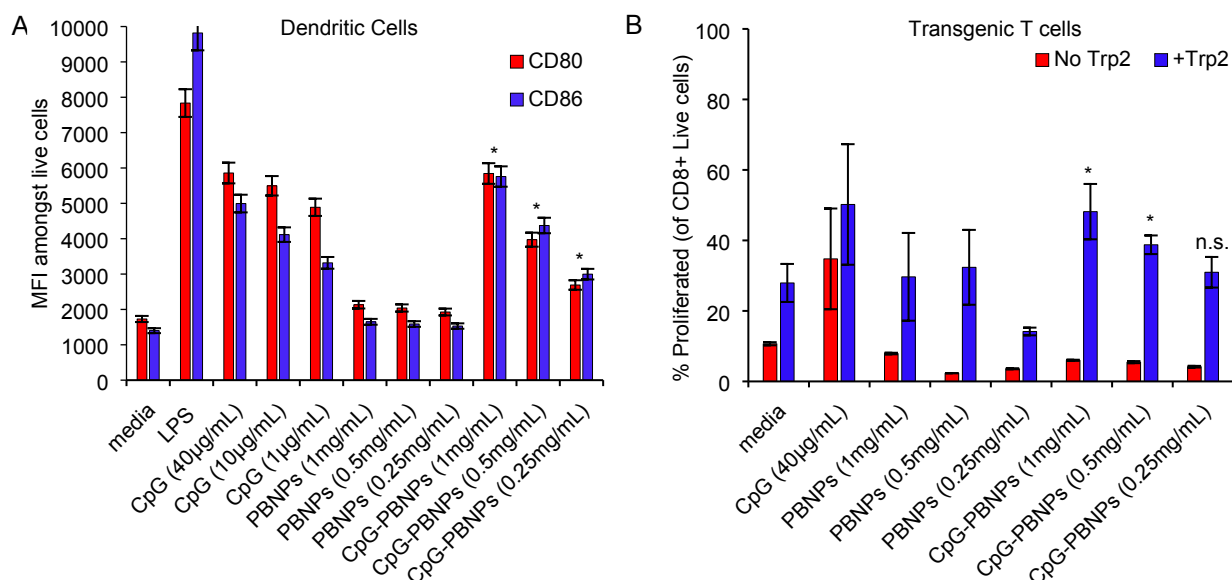 A
Dendritic Cells
CD80
CD86
MFI amongst live cells
10000
9000
8000
7000
6000
5000
4000
3000
2000
1000
0
*
*
*
media
LPS
CpG (40µg/mL)
CpG (10µg/mL)
CpG (1µg/mL)
PBNPs (1mg/mL)
PBNPs (0.5mg/mL)
PBNPs (0.25mg/mL)
CpG-PBNPs (1mg/mL)
CpG-PBNPs (0.5mg/mL)
CpG-PBNPs (0.25mg/mL)
B
Transgenic T cells
No Trp2
+Trp2
% Proliferated (of CD8+ Live cells)
100
80
60
40
20
0
*
*
n.s.
media
CpG (40µg/mL)
PBNPs (1mg/mL)
PBNPs (0.5mg/mL)
PBNPs (0.25mg/mL)
CpG-PBNPs (1mg/mL)
CpG-PBNPs (0.5mg/mL)
CpG-PBNPs (0.25mg/mL)